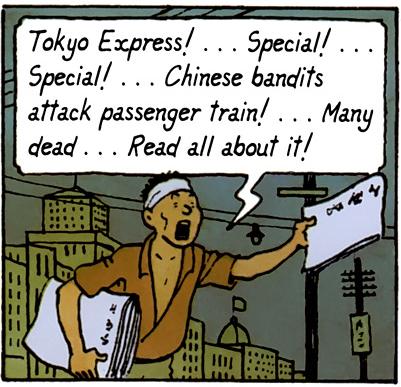 Tokyo Express! . . . Special! . . .
Special! . . . Chinese bandits
attack passenger train! . . . Many
dead . . . Read all about it!